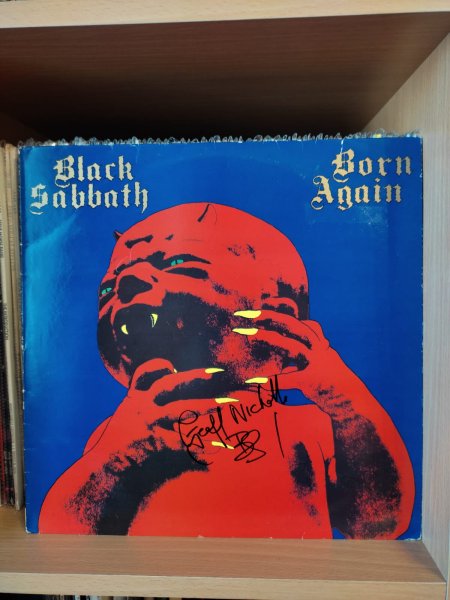 Black
Sabbath
Born
Again
Geoff Nicholls